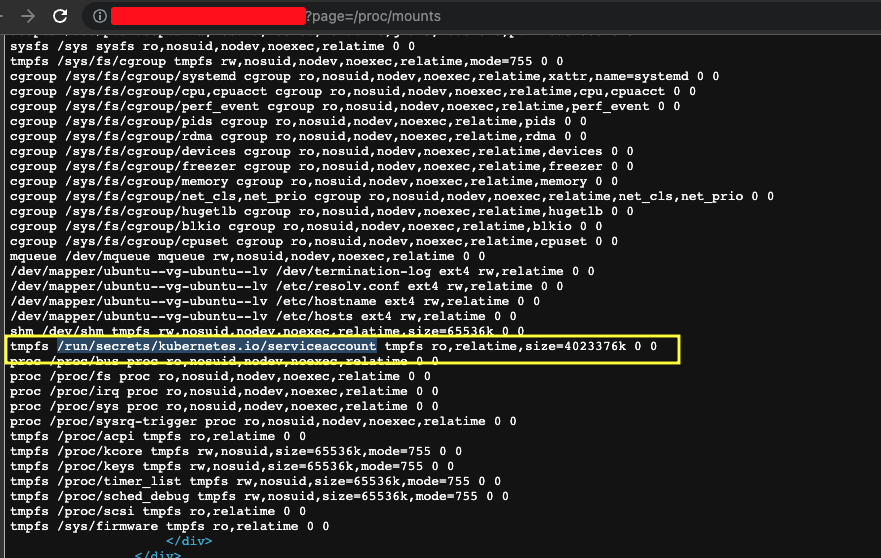 ?page=/proc/mounts
sysfs /sys sysfs ro,nosuid,nodev,noexec,relatime 0 0
tmpfs /sys/fs/cgroup tmpfs rw,nosuid,nodev,noexec,relatime,mode=755 0 0
cgroup /sys/fs/cgroup/systemd cgroup ro,nosuid,nodev,noexec,relatime,xattr,name=systemd 0 0
cgroup /sys/fs/cgroup/cpu,cpuacct cgroup ro,nosuid,nodev,noexec,relatime,cpu,cpuacct 0 0
cgroup /sys/fs/cgroup/perf_event cgroup ro,nosuid,nodev,noexec,relatime,perf_event 0 0
cgroup /sys/fs/cgroup/pids cgroup ro,nosuid,nodev,noexec,relatime,pids 0 0
cgroup /sys/fs/cgroup/rdma cgroup ro,nosuid,nodev,noexec,relatime,rdma 0 0
cgroup /sys/fs/cgroup/devices cgroup ro,nosuid,nodev,noexec,relatime,devices 0 0
cgroup /sys/fs/cgroup/freezer cgroup ro,nosuid,nodev,noexec,relatime,freezer 0 0
cgroup /sys/fs/cgroup/memory cgroup ro,nosuid,nodev,noexec,relatime,memory 0 0
cgroup /sys/fs/cgroup/net_cls,net_prio cgroup ro,nosuid,nodev,noexec,relatime,net_cls,net_prio 0 0
cgroup /sys/fs/cgroup/hugetlb cgroup ro,nosuid,nodev,noexec,relatime,hugetlb 0 0
cgroup /sys/fs/cgroup/blkio cgroup ro,nosuid,nodev,noexec,relatime,blkio 0 0
cgroup /sys/fs/cgroup/cpuset cgroup ro,nosuid,nodev,noexec,relatime,cpuset 0 0
mqueue /dev/mqueue mqueue rw,nosuid,nodev,noexec,relatime 0 0
/dev/mapper/ubuntu--vg-ubuntu--lv /dev/termination-log ext4 rw,relatime 0 0
/dev/mapper/ubuntu--vg-ubuntu--lv /etc/resolv.conf ext4 rw,relatime 0 0
/dev/mapper/ubuntu--vg-ubuntu--lv /etc/hostname ext4 rw,relatime 0 0
/dev/mapper/ubuntu--vg-ubuntu--lv /etc/hosts ext4 rw,relatime 0 0
shm /dev/shm tmpfs rw,nosuid,nodev,noexec,relatime,size=65536k 0 0
tmpfs /run/secrets/kubernetes.io/serviceaccount tmpfs ro,relatime,size=4023376k 0 0
proc /proc/bus proc ro,nosuid,nodev,noexec,relatime 0 0
proc /proc/fs proc ro,nosuid,nodev,noexec,relatime 0 0
proc /proc/irq proc ro,nosuid,nodev,noexec,relatime 0 0
proc /proc/sys proc ro,nosuid,nodev,noexec,relatime 0 0
proc /proc/sysrq-trigger proc ro,nosuid,nodev,noexec,relatime 0 0
tmpfs /proc/acpi tmpfs ro,relatime 0 0
tmpfs /proc/kcore tmpfs rw,nosuid,size=65536k,mode=755 0 0
tmpfs /proc/keys tmpfs rw,nosuid,size=65536k,mode=755 0 0
tmpfs /proc/timer_list tmpfs rw,nosuid,size=65536k,mode=755 0 0
tmpfs /proc/sched_debug tmpfs rw,nosuid,size=65536k,mode=755 0 0
tmpfs /proc/scsi tmpfs ro,relatime 0 0
tmpfs /sys/firmware tmpfs ro,relatime 0 0
</div>
</div>